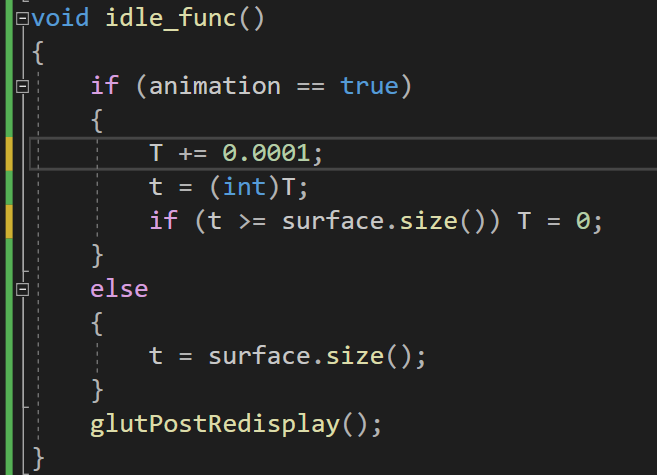 void idle_func()
{
    if (animation == true)
    {
        T += 0.0001;
        t = (int)T;
        if (t >= surface.size()) T = 0;
    }
    else
    {
        t = surface.size();
    }
    glutPostRedisplay();
}